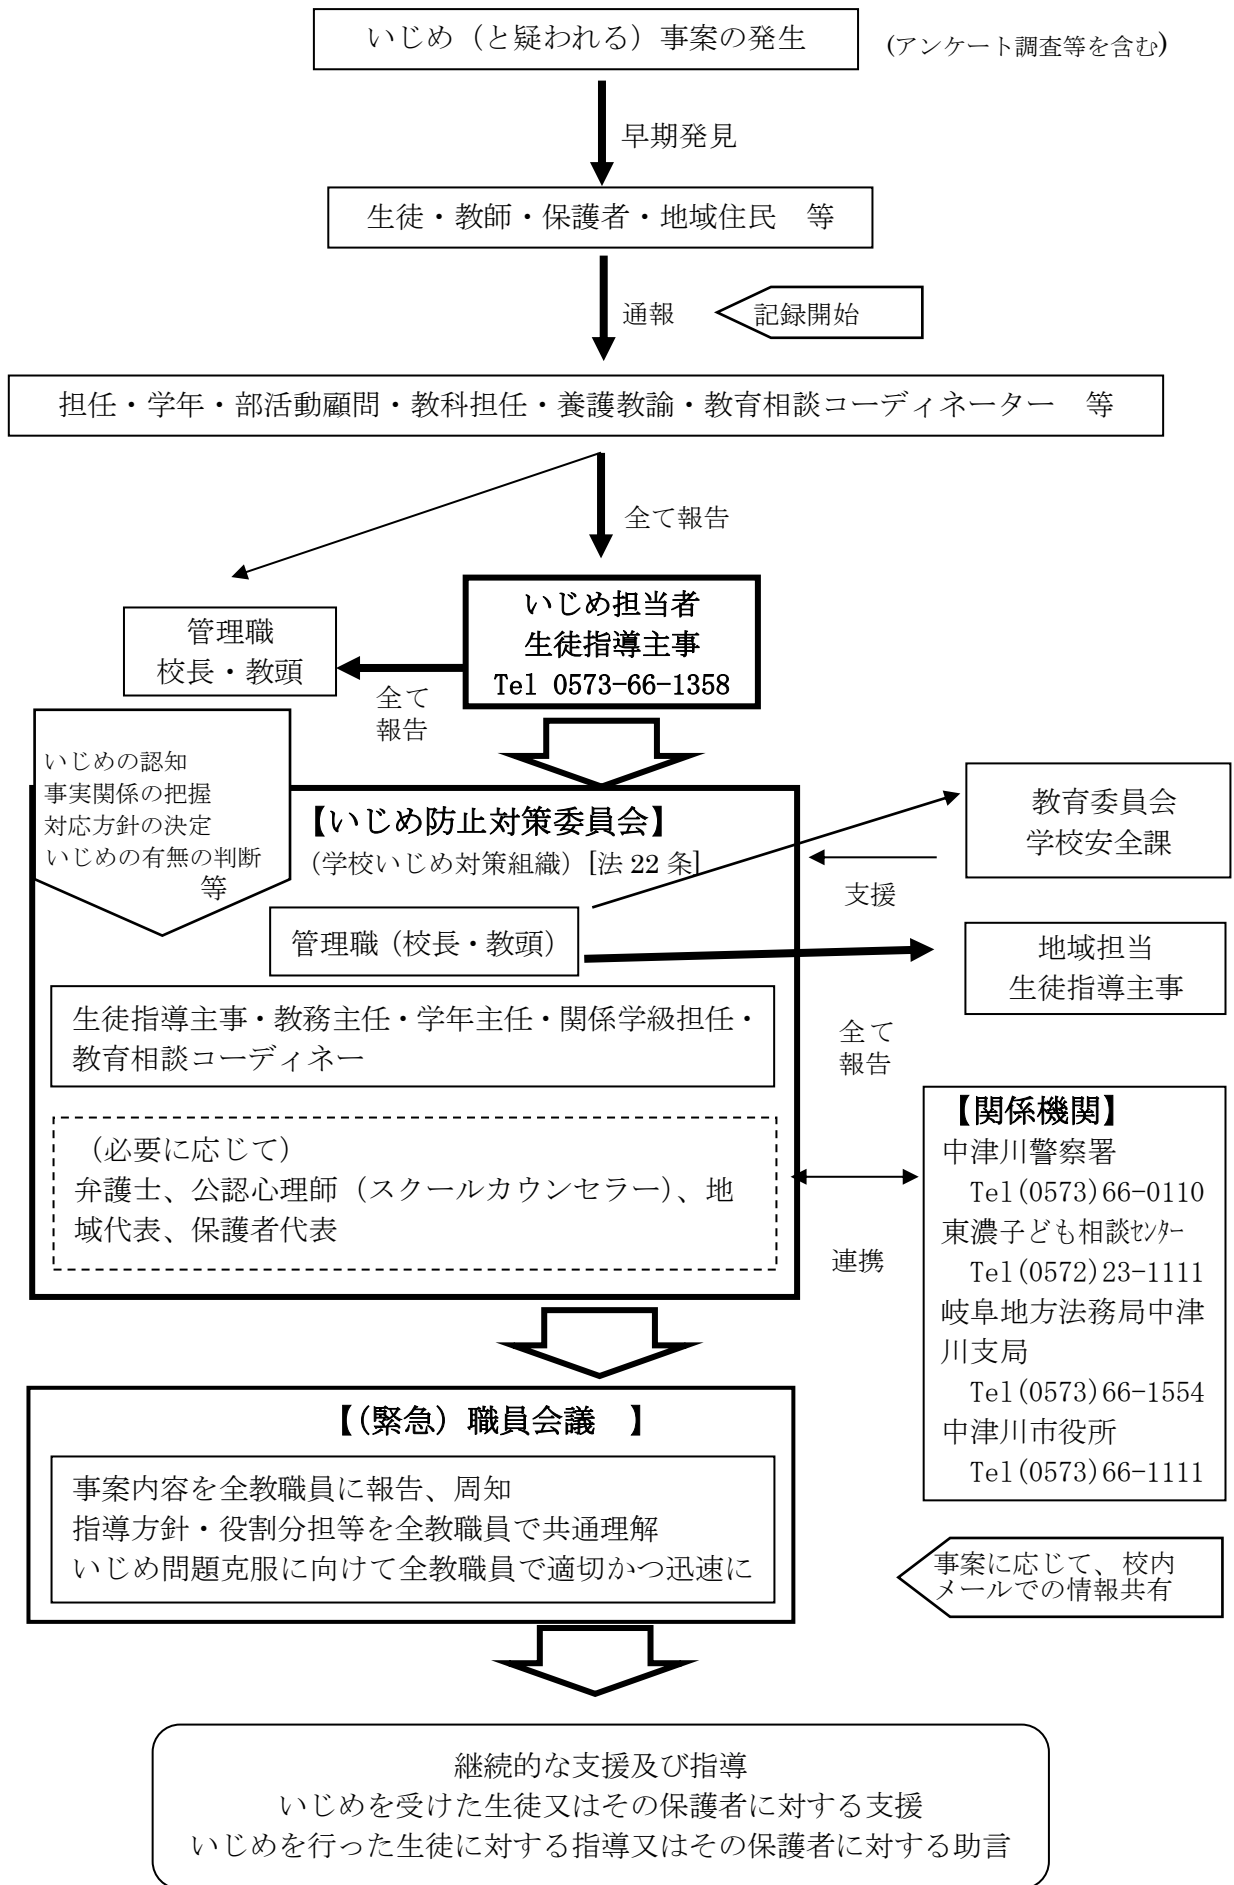 いじめ（と疑われる）事案の発生
(アンケート調査等を含む)
早期発見
生徒・教師・保護者・地域住民　等
通報
記録開始
担任・学年・部活動顧問・教科担任・養護教諭・教育相談コーディネーター　等
全て報告
いじめ担当者
生徒指導主事
Tel 0573-66-1358
管理職
校長・教頭
全て
報告
いじめの認知
事実関係の把握
対応方針の決定
いじめの有無の判断
等
【いじめ防止対策委員会】
（学校いじめ対策組織）[法 22 条]
教育委員会
学校安全課
支援
管理職（校長・教頭）
地域担当
生徒指導主事
生徒指導主事・教務主任・学年主任・関係学級担任・
教育相談コーディネー
全て
報告
（必要に応じて）
弁護士、公認心理師（スクールカウンセラー）、地
域代表、保護者代表
連携
【関係機関】
中津川警察署
Tel(0573)66-0110
東濃子ども相談ｾﾝﾀｰ
Tel(0572)23-1111
岐阜地方法務局中津
川支局
Tel(0573)66-1554
中津川市役所
Tel(0573)66-1111
【（緊急）職員会議　】
事案内容を全教職員に報告、周知
指導方針・役割分担等を全教職員で共通理解
いじめ問題克服に向けて全教職員で適切かつ迅速に
事案に応じて、校内
メールでの情報共有
継続的な支援及び指導
いじめを受けた生徒又はその保護者に対する支援
いじめを行った生徒に対する指導又はその保護者に対する助言